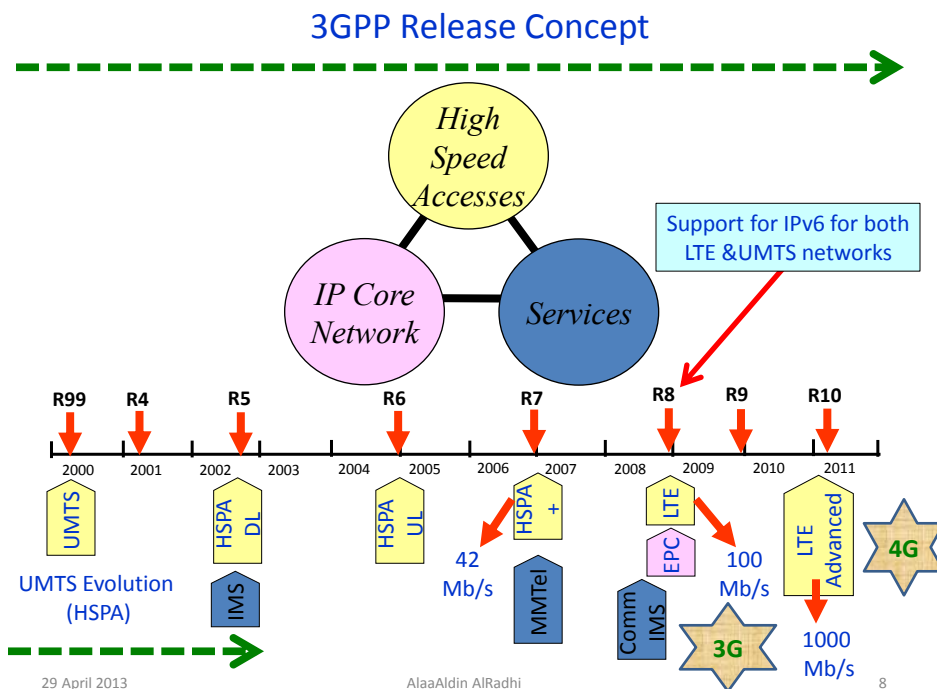 3GPP Release Concept
High
Speed
Accesses
Support for IPv6 for both
LTE &UMTS networks
IP Core
Network
Services
R99 R4 R5 R6 R7 R8 R9 R10
2000 2001 2002 2003 2004 2005 2006 2007 2008 2009 2010 2011
UMTS
HSPA
DL
HSPA
UL
HSPA
+
LTE
LTE
Advanced
4G
IMS
42
Mb/s
MMTel
EPC
Comm
IMS
100
Mb/s
3G
1000
Mb/s
UMTS Evolution
(HSPA)
29 April 2013
AlaaAldin AlRadhi
8